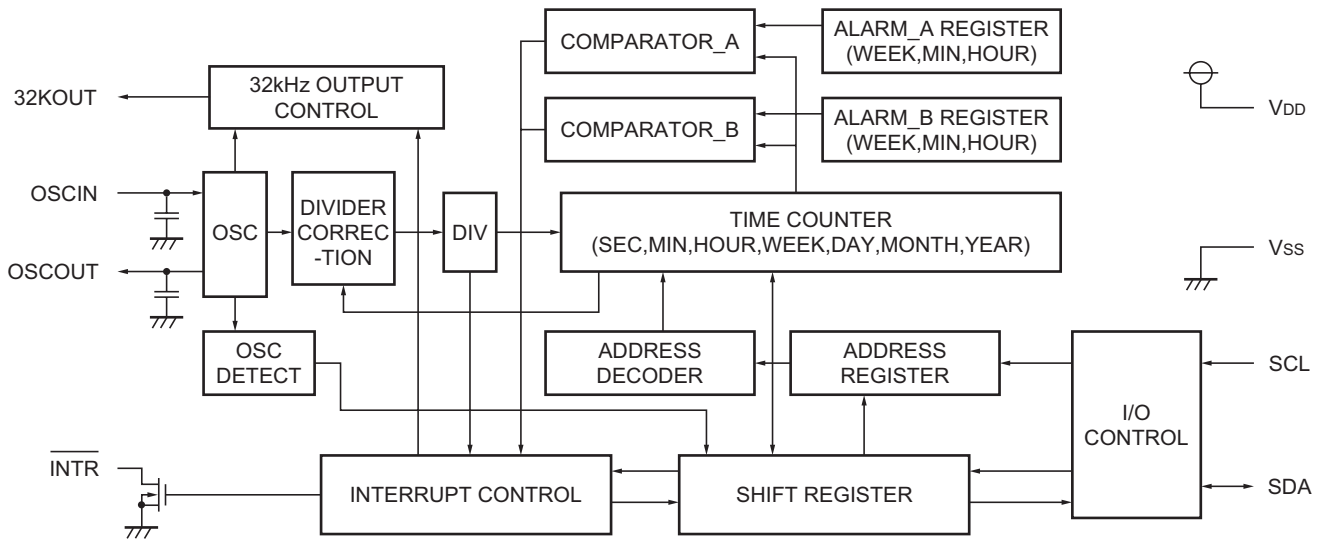 COMPARATOR_A
ALARM_A REGISTER
(WEEK,MIN,HOUR)
32KOUT
32kHz OUTPUT
CONTROL
VDD
COMPARATOR_B
ALARM_B REGISTER
(WEEK,MIN,HOUR)
OSCIN
OSC
DIVIDER
CORREC
-TION
DIV
TIME COUNTER
(SEC,MIN,HOUR,WEEK,DAY,MONTH,YEAR)
OSCOUT
VSS
OSC
DETECT
ADDRESS
DECODER
ADDRESS
REGISTER
I/O
CONTROL
SCL
INTR
INTERRUPT CONTROL
SHIFT REGISTER
SDA